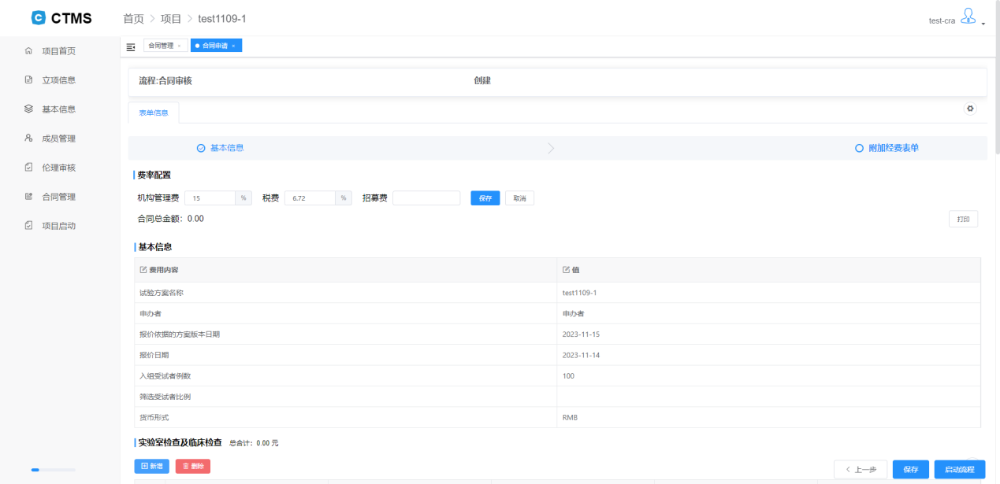 CTMS 首页 > 项目 > test1109-1 test-cra
项目首页
立项信息
基本信息
成员管理
伦理审核
合同管理
项目启动
合同管理 × 合同申请 ×
流程:合同审核 创建
表单信息
基本信息 附加经费表单
费率配置
机构管理费 15 % 税费 6.72 % 招募费 保存 取消
合同总金额: 0.00 打印
基本信息
费用内容 值
试验方案名称 test1109-1
申办者 申办者
报价依据的方案版本日期 2023-11-15
报价日期 2023-11-14
入组受试者例数 100
筛选受试者比例
货币形式 RMB
实验室检查及临床检查 总合计: 0.00 元
新增 删除 < 上一步 保存 启动流程